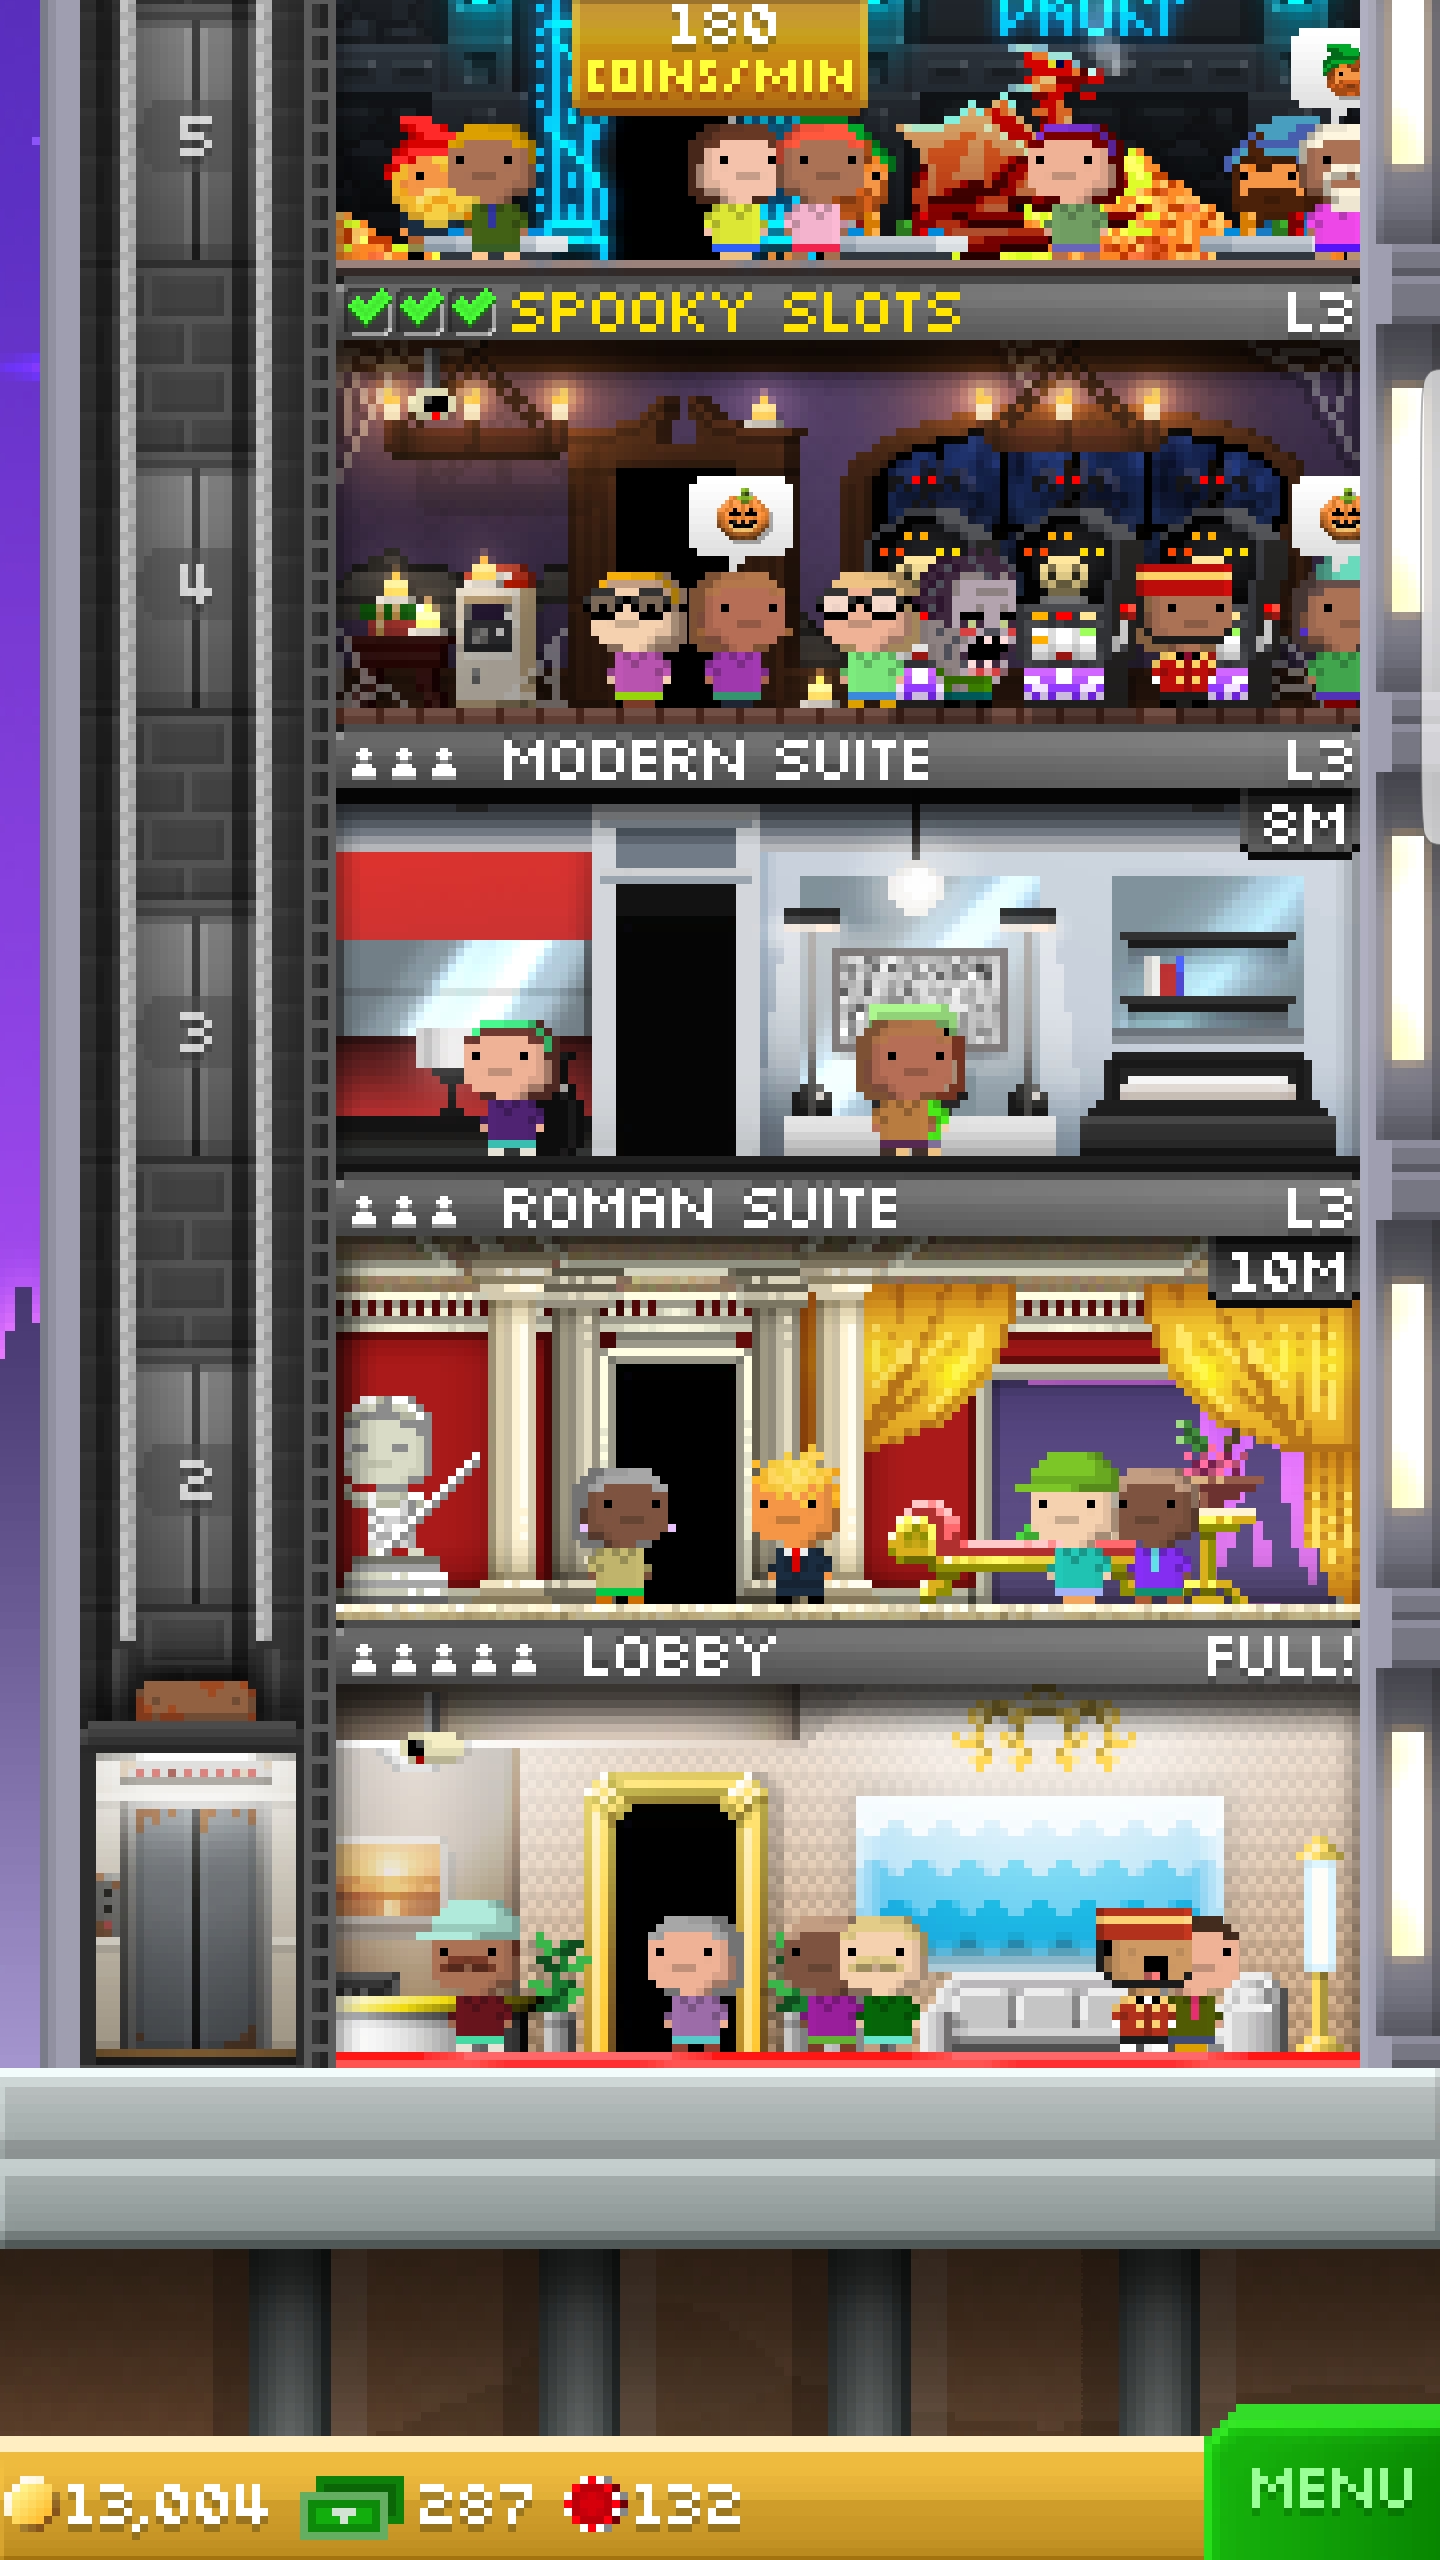 180
COINS/MIN
5
SPOOKY SLOTS L3
4
MODERN SUITE L3
8M
3
ROMAN SUITE L3
10M
2
LOBBY FULL!
13,004 287 132
MENU